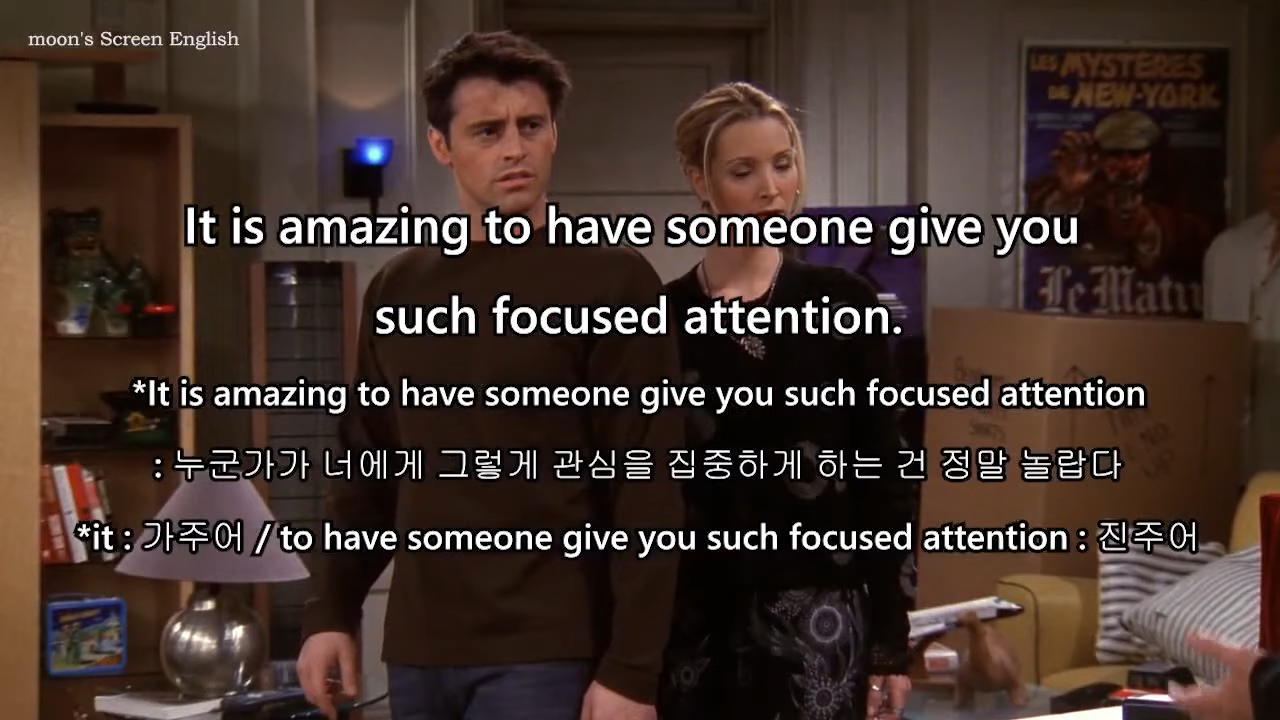 moon's Screen English
LES MYSTERES
DE NEW-YORK
It is amazing to have someone give you
such focused attention.
Le Matin
*It is amazing to have someone give you such focused attention
: 누군가가 너에게 그렇게 관심을 집중하게 하는 건 정말 놀랍다
*it : 가주어 / to have someone give you such focused attention : 진주어